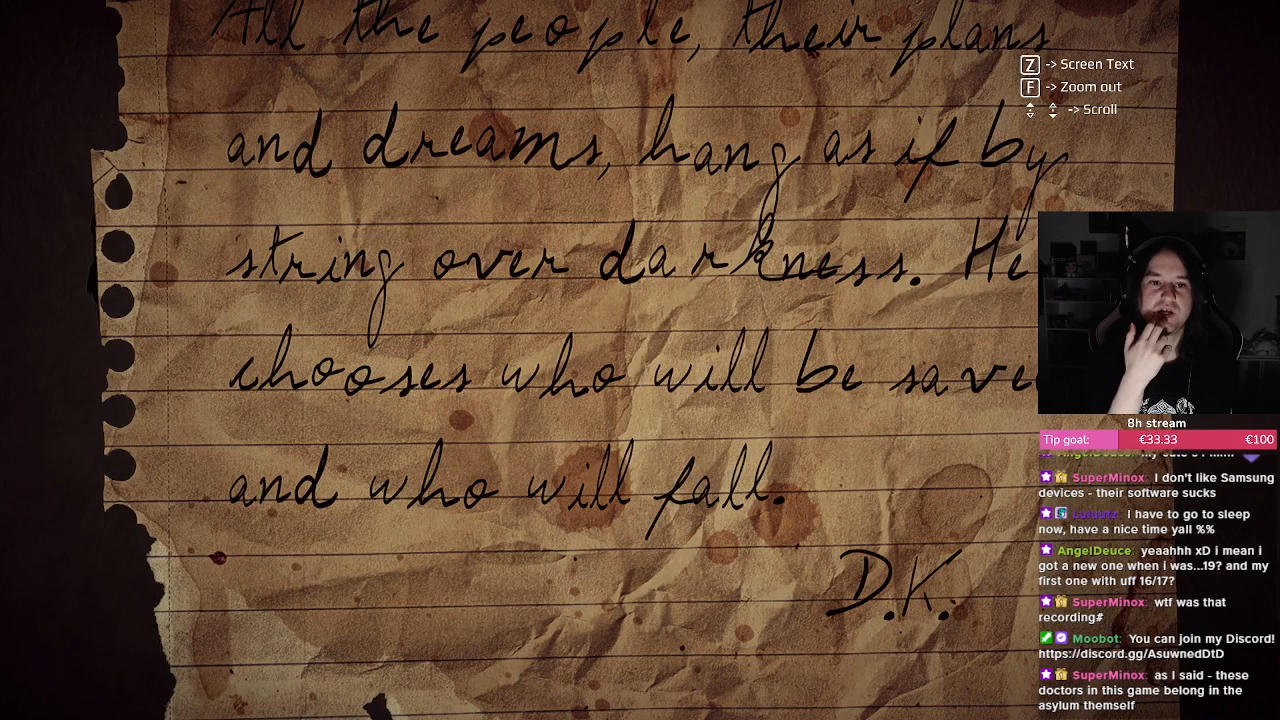 All the people, their plans
and dreams, hang as if by
string over darkness. He
chooses who will be save
and who will fall.
D.K.
Z -> Screen Text
F -> Zoom out
-> Scroll
8h stream
Tip goal: €33.33 €100
AngelDeuce:
SuperMinox: I don't like Samsung
devices - their software sucks
I have to go to sleep
now, have a nice time yall %%
AngelDeuce: yeaahhh xD i mean i
got a new one when i was...19? and my
first one with uff 16/17?
SuperMinox: wtf was that
recording#
Moobot: You can join my Discord!
https://discord.gg/AsuwnedDtD
SuperMinox: as I said - these
doctors in this game belong in the
asylum themself